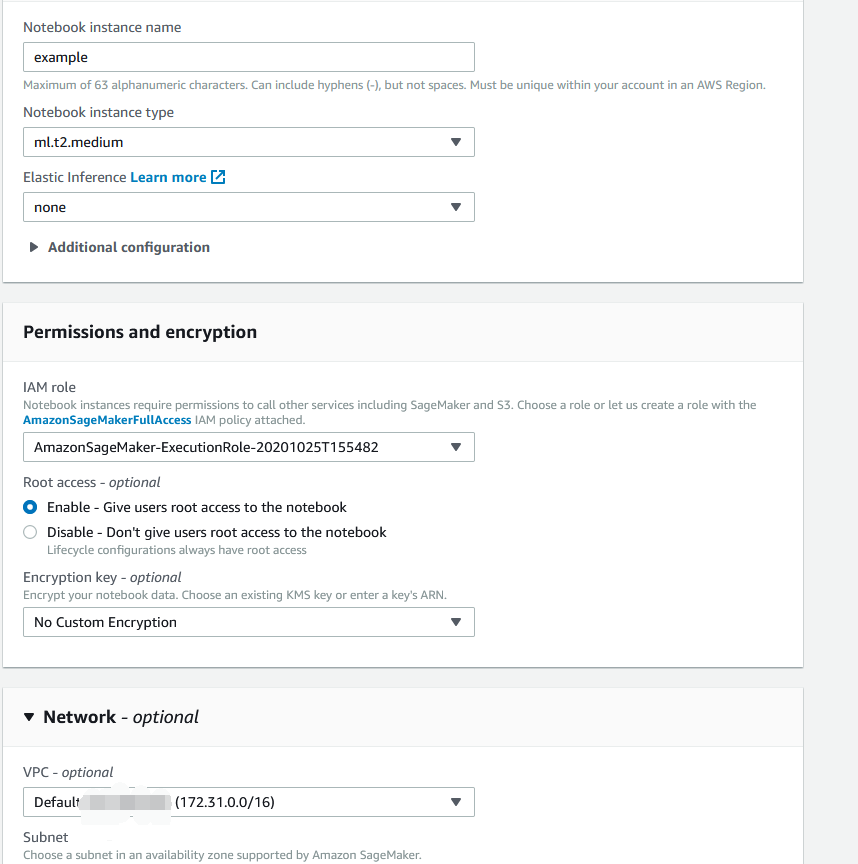 Notebook instance name
example
Maximum of 63 alphanumeric characters. Can include hyphens (-), but not spaces. Must be unique within your account in an AWS Region.
Notebook instance type
ml.t2.medium
Elastic Inference Learn more
none
Additional configuration
Permissions and encryption
IAM role
Notebook instances require permissions to call other services including SageMaker and S3. Choose a role or let us create a role with the
AmazonSageMakerFullAccess IAM policy attached.
AmazonSageMaker-ExecutionRole-20201025T155482
Root access - optional
Enable - Give users root access to the notebook
Disable - Don't give users root access to the notebook
Lifecycle configurations always have root access
Encryption key - optional
Encrypt your notebook data. Choose an existing KMS key or enter a key's ARN.
No Custom Encryption
Network - optional
VPC - optional
Default (172.31.0.0/16)
Subnet
Choose a subnet in an availability zone supported by Amazon SageMaker.